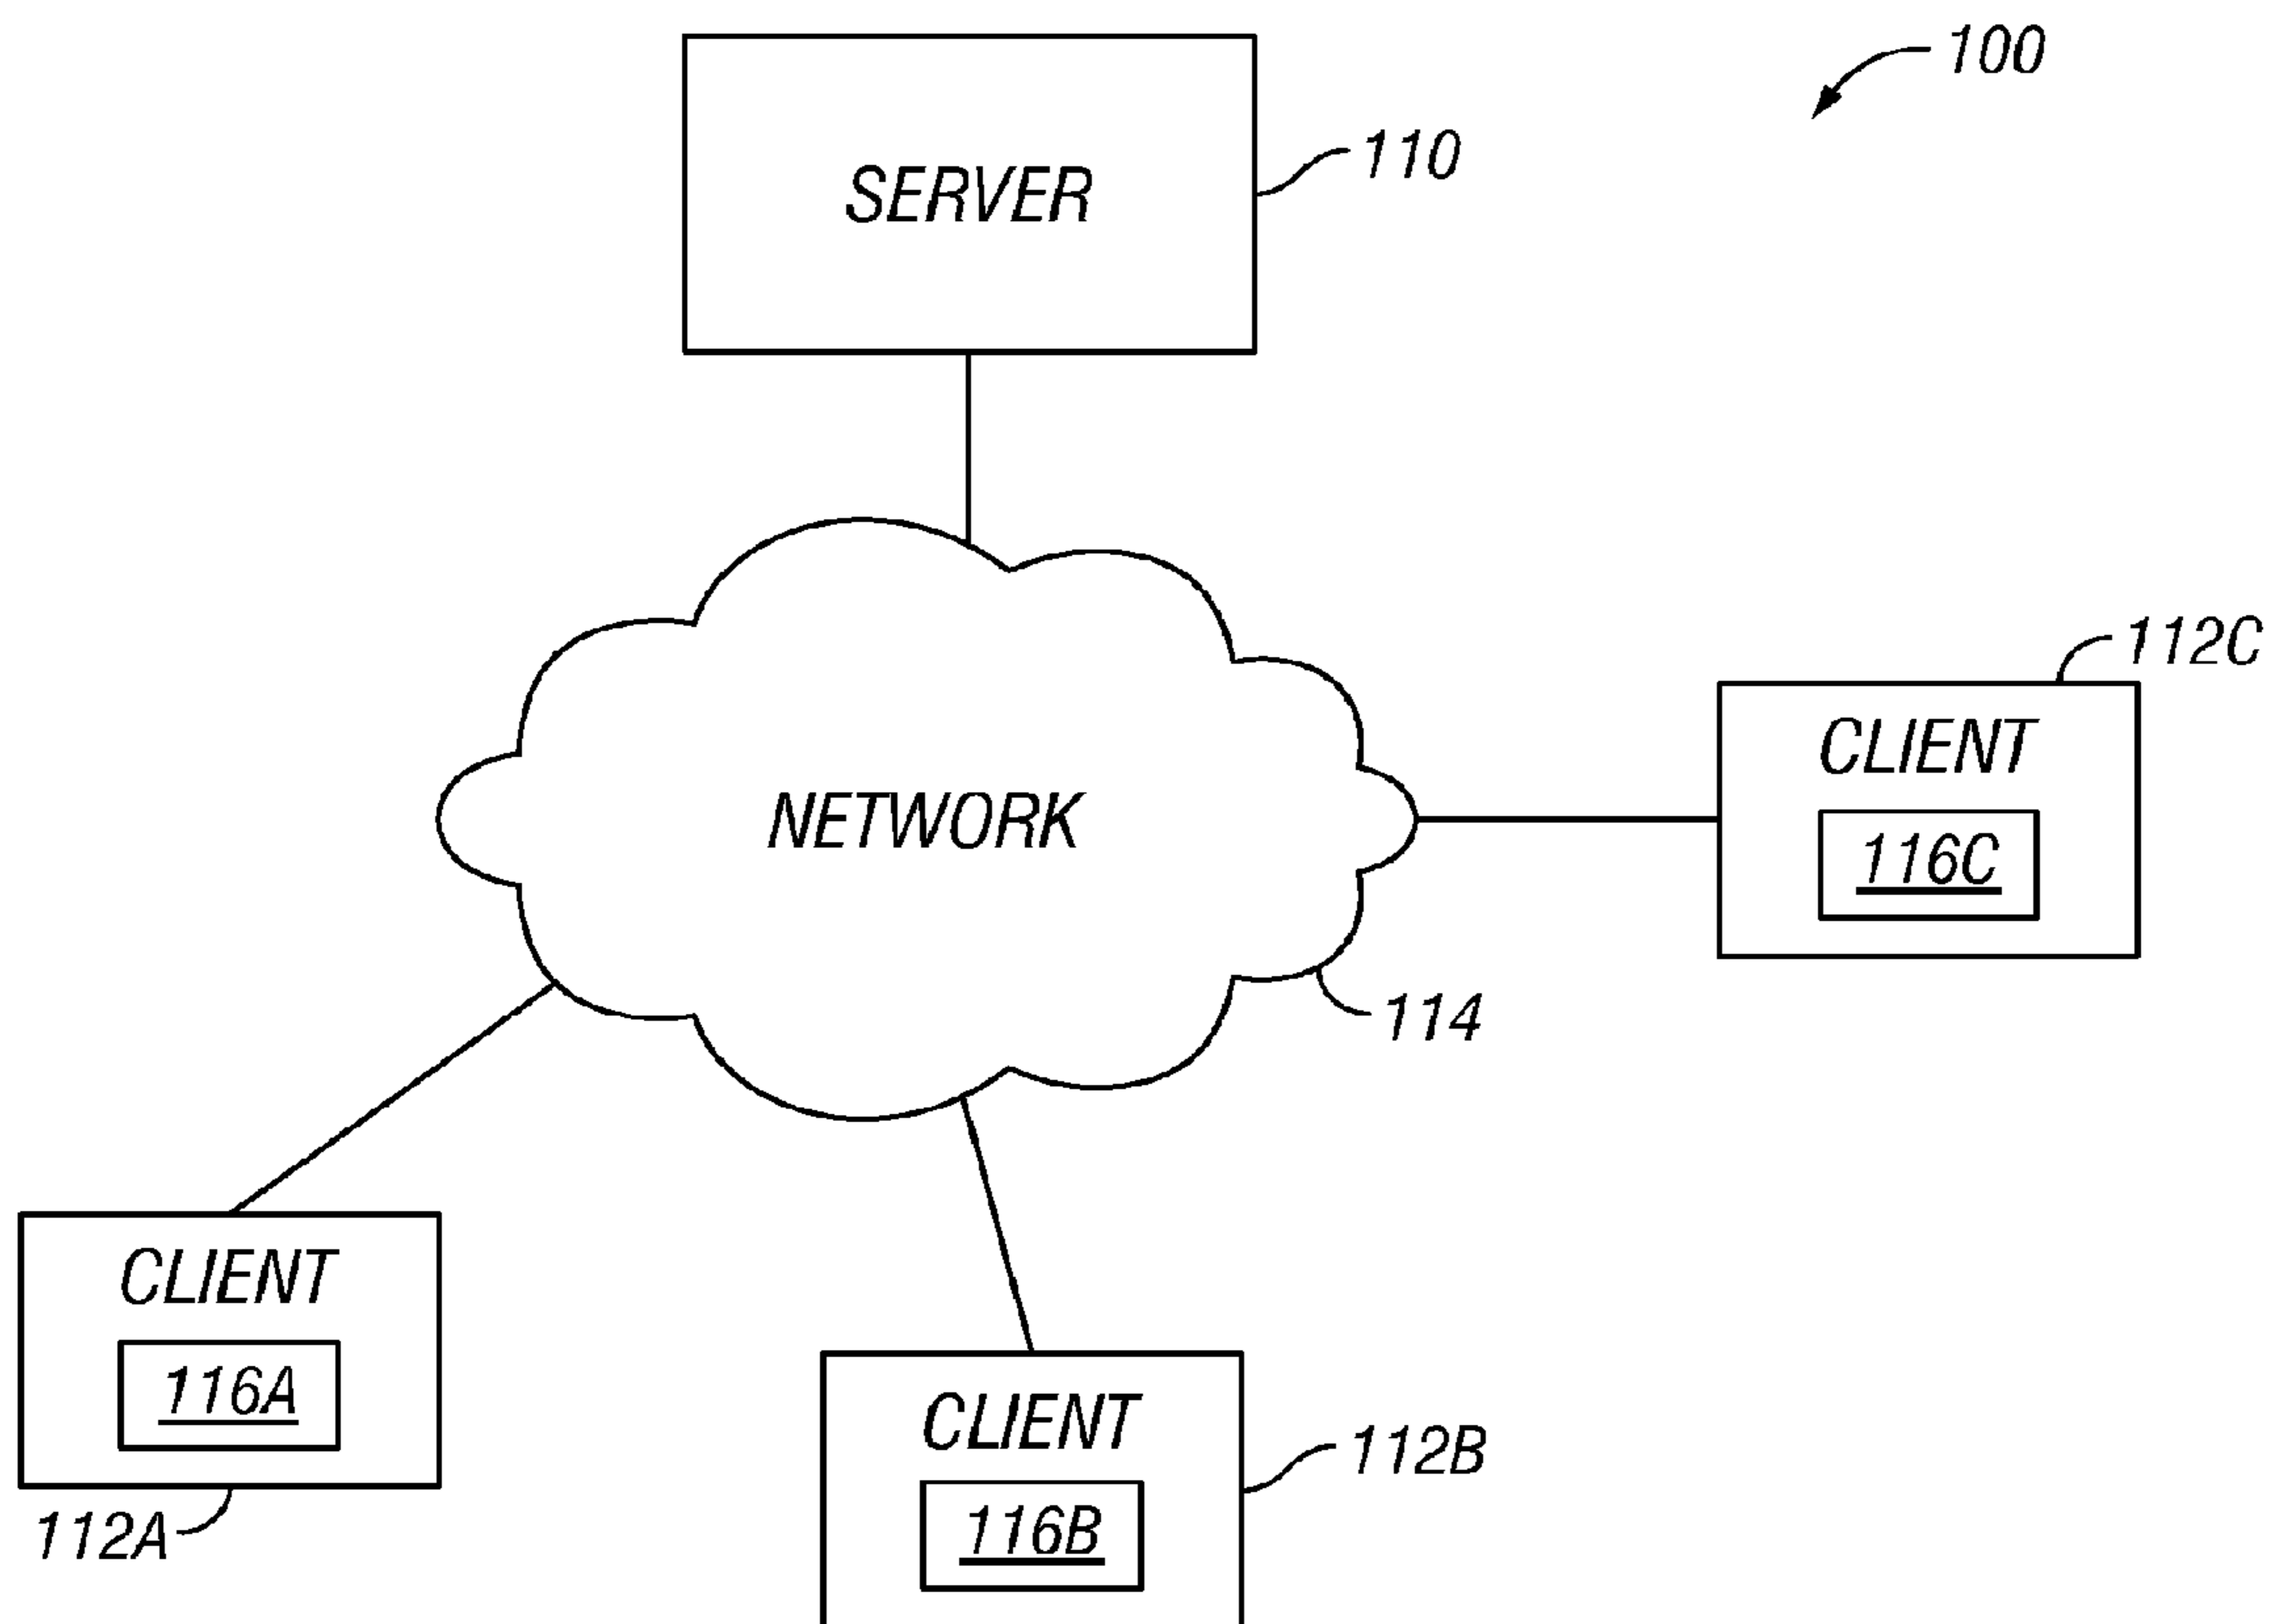 100
110
SERVER
112C
CLIENT
116C
NETWORK
114
CLIENT
116A
112A
CLIENT
112B
116B